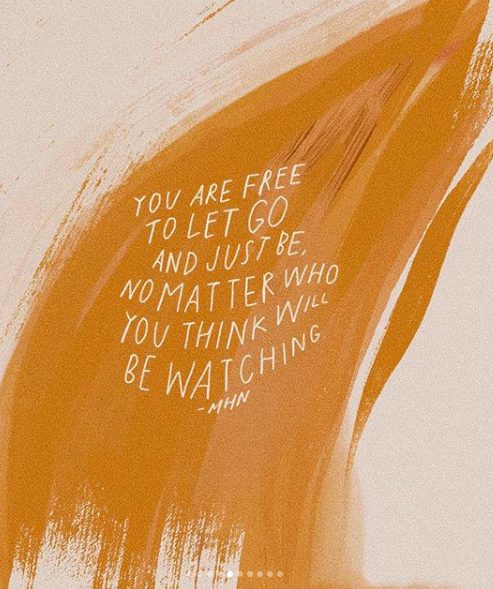 YOU ARE FREE
TO LET GO
AND JUST BE,
NO MATTER WHO
YOU THINK WILL
BE WATCHING.
-MHN